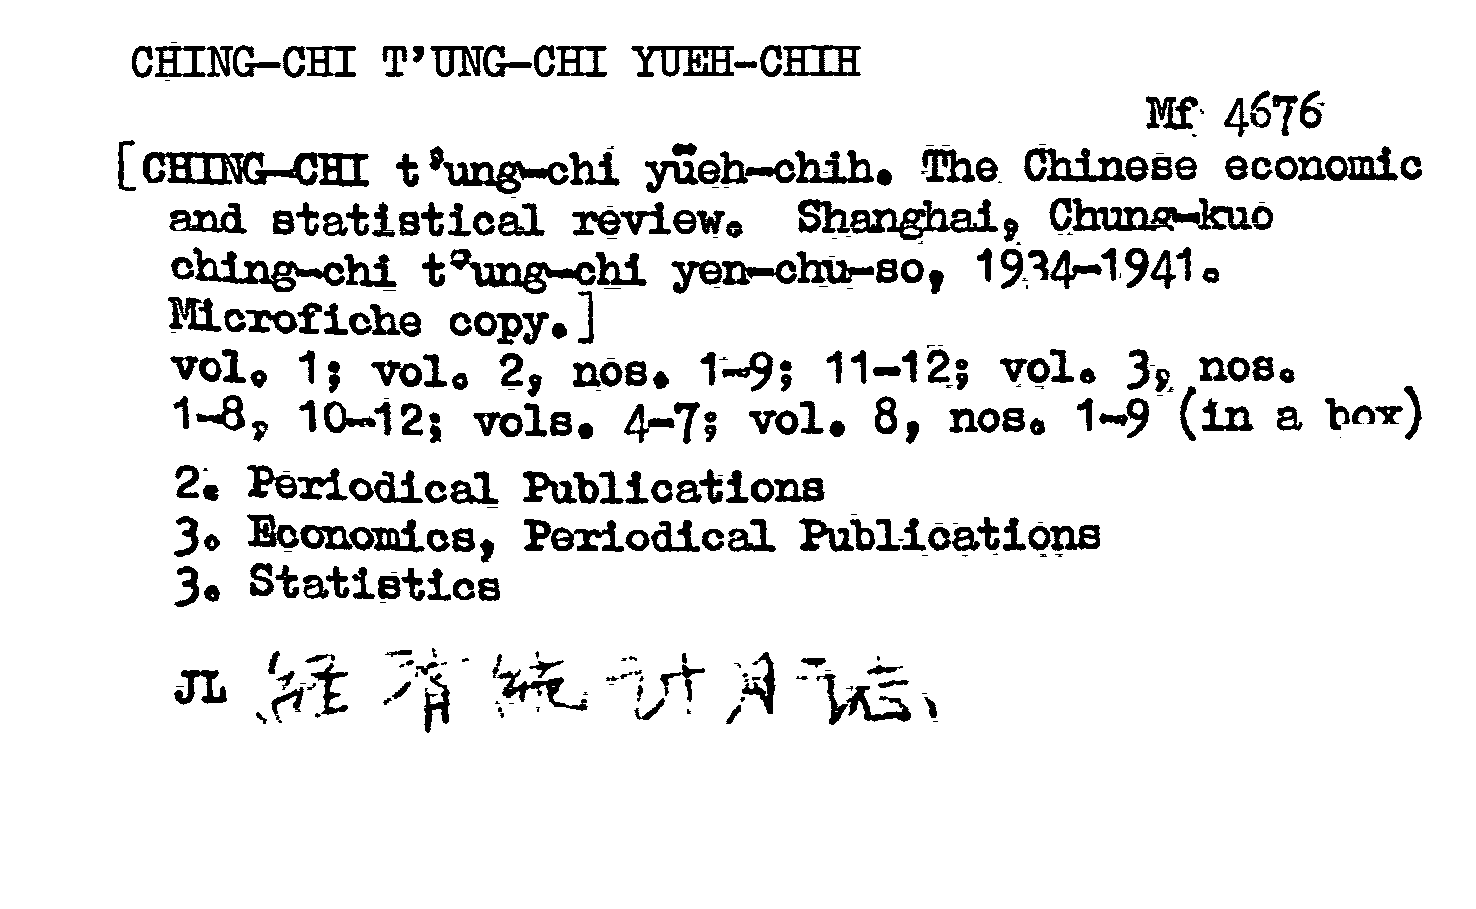 CHING-CHI T'UNG-CHI YUEH-CHIH
Mf 4676
[CHING-CHI t'ung-chi yüeh-chih. The Chinese economic
and statistical review. Shanghai, Chung-kuo
ching-chi t'ung-chi yen-chu-so, 1934-1941.
Microfiche copy.]
vol. 1; vol. 2, nos. 1-9; 11-12; vol. 3, nos.
1-8, 10-12; vols. 4-7; vol. 8, nos. 1-9 (in a box)
2. Periodical Publications
3. Economics, Periodical Publications
3. Statistics
JL 經濟統计月誌